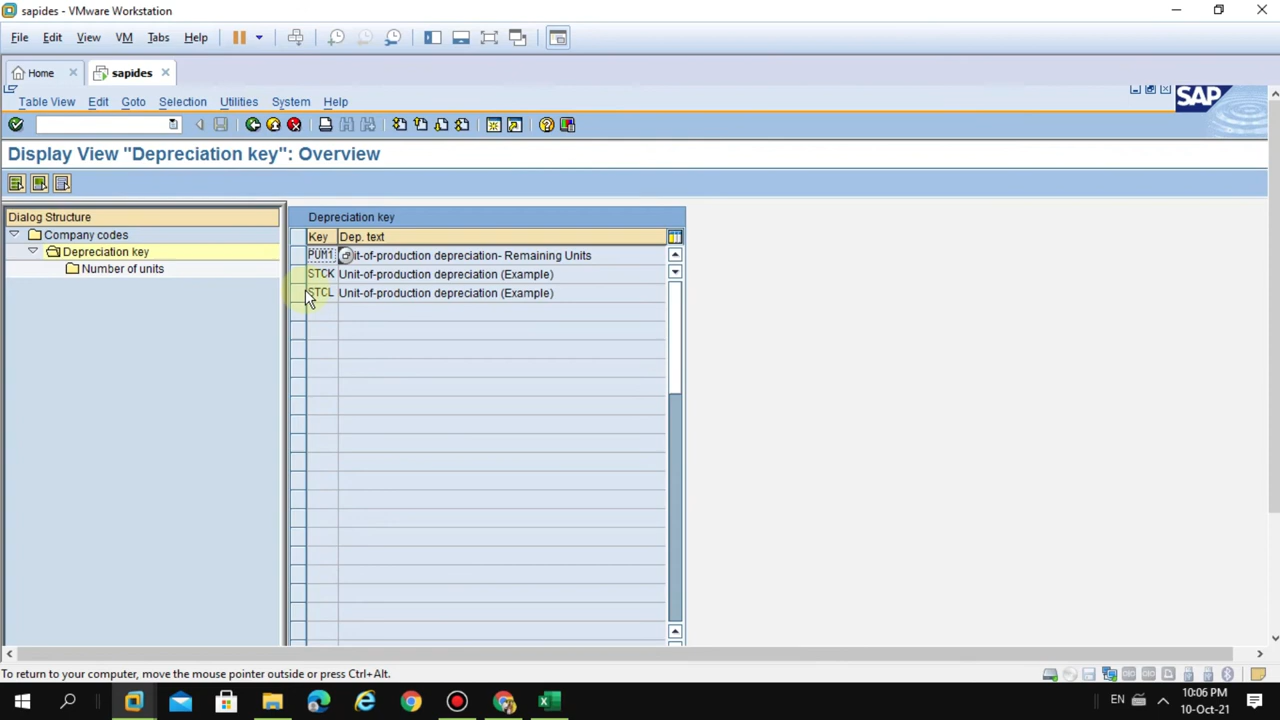 sapides - VMware Workstation
File Edit View VM Tabs Help
Home sapides
Table View Edit Goto Selection Utilities System Help
SAP
Display View "Depreciation key": Overview
Dialog Structure
Company codes
Depreciation key
Number of units
Depreciation key
Key Dep. text
PUM1 it-of-production depreciation- Remaining Units
STCK Unit-of-production depreciation (Example)
STCL Unit-of-production depreciation (Example)
To return to your computer, move the mouse pointer outside or press Ctrl+Alt.
EN
10:06 PM
10-Oct-21